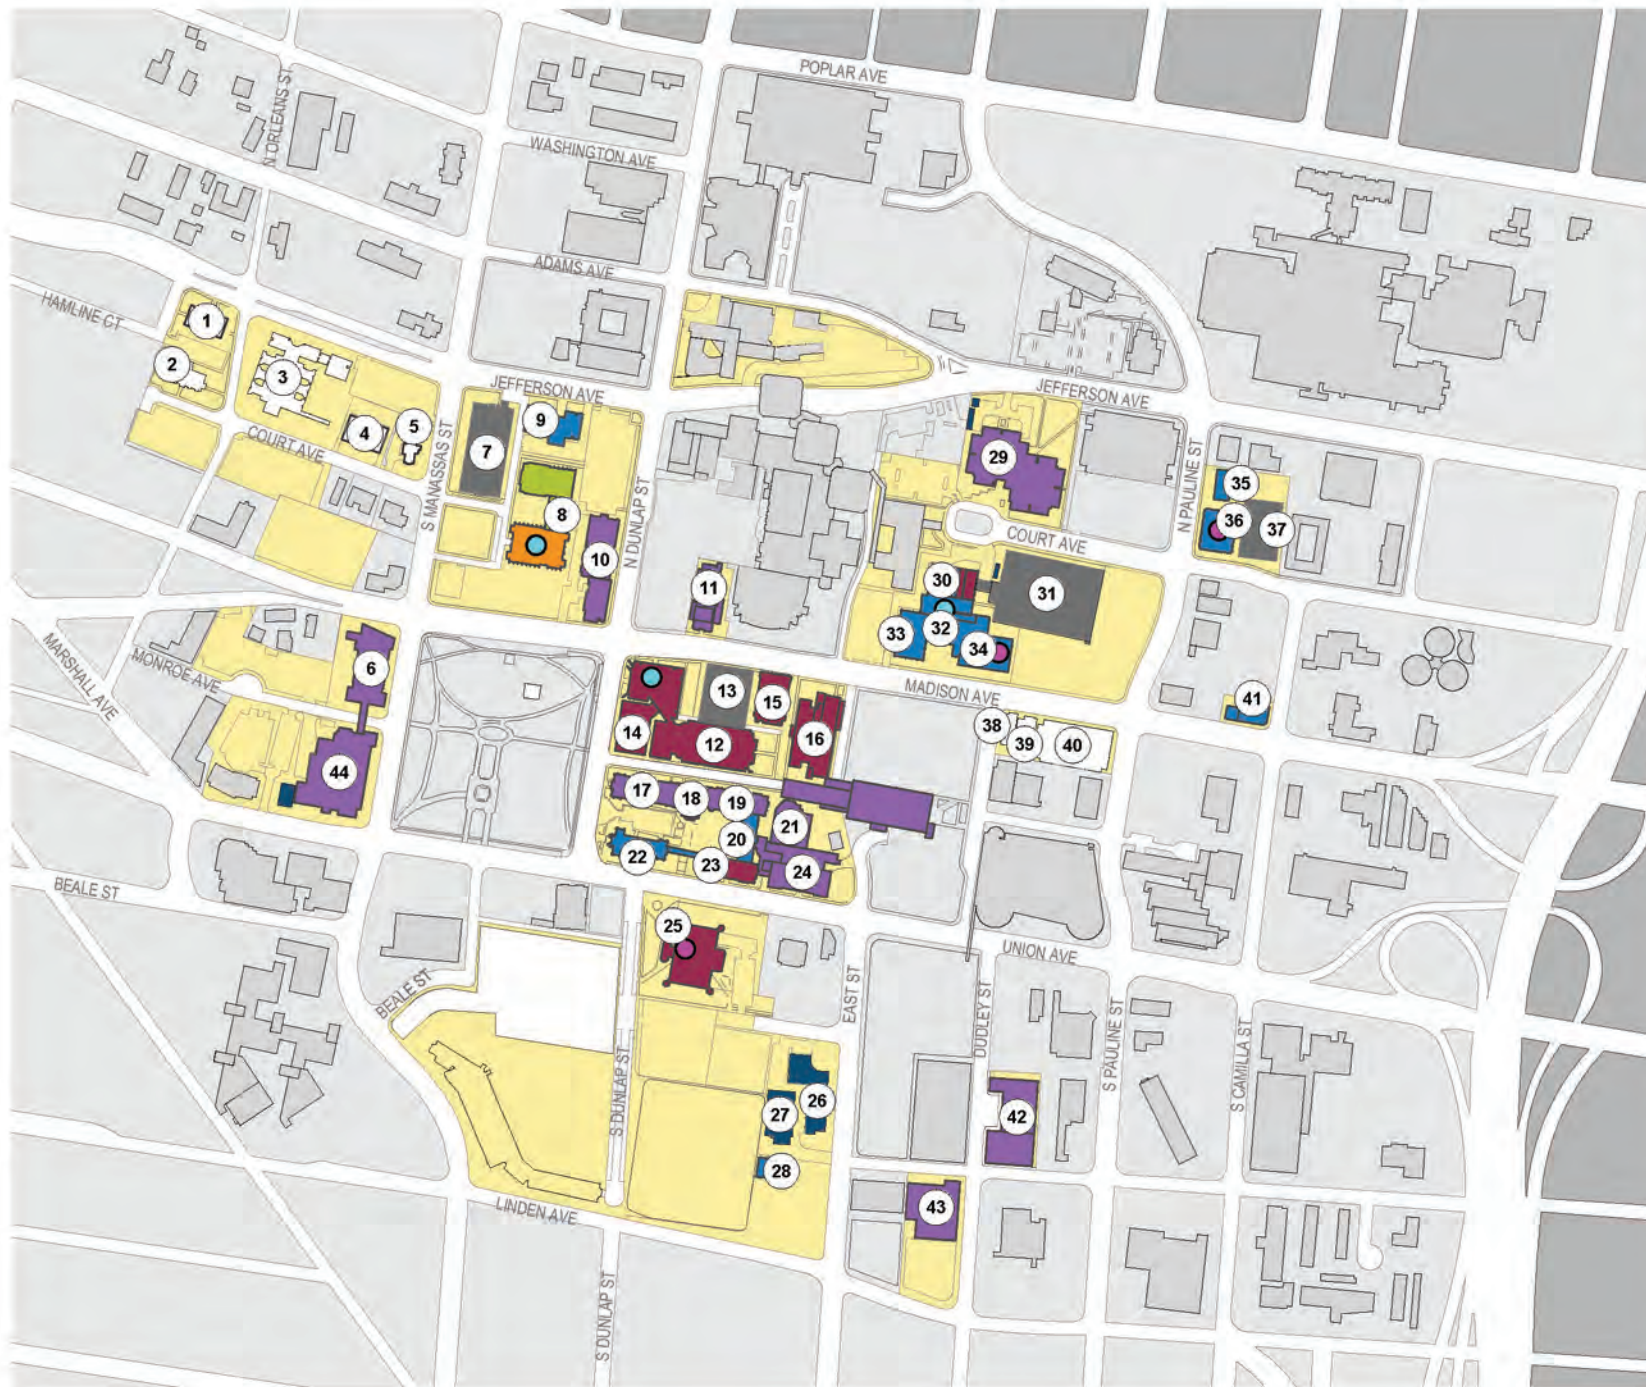 POPLAR AVE
N ORLEANS ST
WASHINGTON AVE
ADAMS AVE
HAMLINE CT
1
2
3
4
5
COURT AVE
S MANASSAS ST
JEFFERSON AVE
7
9
8
10
N DUNLAP ST
11
JEFFERSON AVE
29
COURT AVE
N PAULINE ST
35
36
37
30
31
32
33
34
MADISON AVE
41
38
39
40
MARSHALL AVE
MONROE AVE
6
44
13
15
14
12
16
17
18
19
20
21
22
23
24
BEALE ST
25
UNION AVE
BEALE ST
EAST ST
DUDLEY ST
S PAULINE ST
S CAMILLA ST
S DUNLAP ST
26
27
28
42
43
LINDEN AVE
S DUNLAP ST